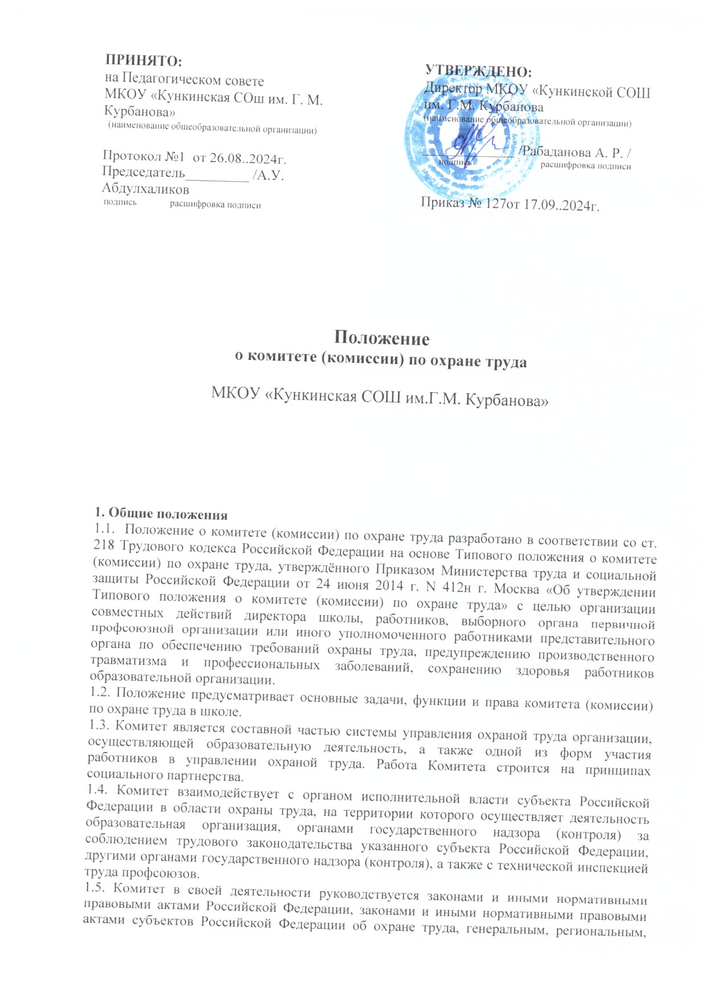 ПРИНЯТО:
на Педагогическом совете
МКОУ «Кункинская СОш им. Г. М.
Курбанова»
(наименование общеобразовательной организации)
Протокол №1 от 26.08..2024г.
Председатель_________ /А.У.
Абдулхаликов
подпись расшифровка подписи
УТВЕРЖДЕНО:
Директор МКОУ «Кункинской СОШ
им. Г.М. Курбанова
(наименование общеобразовательной организации)
_____________ /Рабаданова А. Р. /
подпись расшифровка подписи
Приказ № 127от 17.09..2024г.
Положение
о комитете (комиссии) по охране труда
МКОУ «Кункинская СОШ им.Г.М. Курбанова»
1. Общие положения
1.1. Положение о комитете (комиссии) по охране труда разработано в соответствии со ст.
218 Трудового кодекса Российской Федерации на основе Типового положения о комитете
(комиссии) по охране труда, утверждённого Приказом Министерства труда и социальной
защиты Российской Федерации от 24 июня 2014 г. N 412н г. Москва «Об утверждении
Типового положения о комитете (комиссии) по охране труда» с целью организации
совместных действий директора школы, работников, выборного органа первичной
профсоюзной организации или иного уполномоченного работниками представительного
органа по обеспечению требований охраны труда, предупреждению производственного
травматизма и профессиональных заболеваний, сохранению здоровья работников
образовательной организации.
1.2. Положение предусматривает основные задачи, функции и права комитета (комиссии)
по охране труда в школе.
1.3. Комитет является составной частью системы управления охраной труда организации,
осуществляющей образовательную деятельность, а также одной из форм участия
работников в управлении охраной труда. Работа Комитета строится на принципах
социального партнерства.
1.4. Комитет взаимодействует с органом исполнительной власти субъекта Российской
Федерации в области охраны труда, на территории которого осуществляет деятельность
образовательная организация, органами государственного надзора (контроля) за
соблюдением трудового законодательства указанного субъекта Российской Федерации,
другими органами государственного надзора (контроля), а также с технической инспекцией
труда профсоюзов.
1.5. Комитет в своей деятельности руководствуется законами и иными нормативными
правовыми актами Российской Федерации, законами и иными нормативными правовыми
актами субъектов Российской Федерации об охране труда, генеральным, региональным,